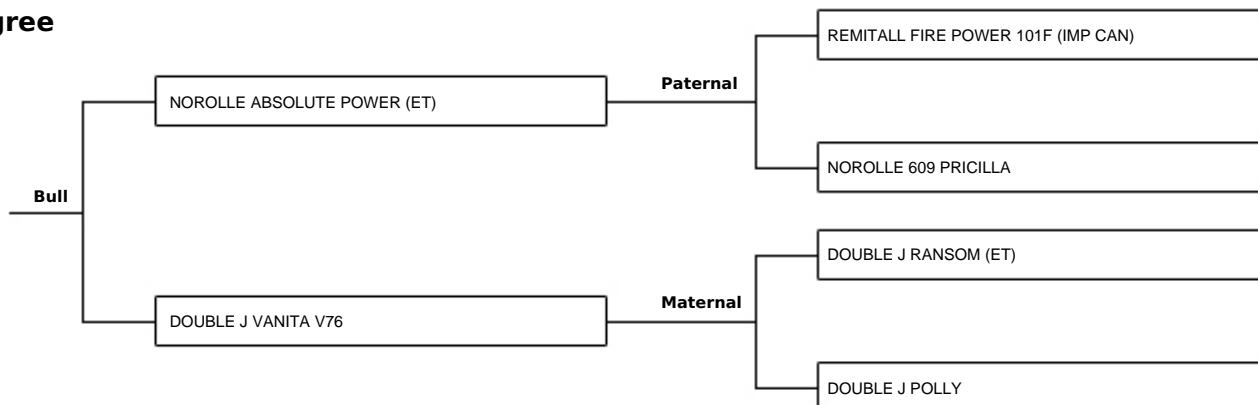 gree
REMITALL FIRE POWER 101F (IMP CAN)
Paternal
NOROLLE ABSOLUTE POWER (ET)
NOROLLE 609 PRICILLA
Bull
DOUBLE J RANSOM (ET)
Maternal
DOUBLE J VANITA V76
DOUBLE J POLLY